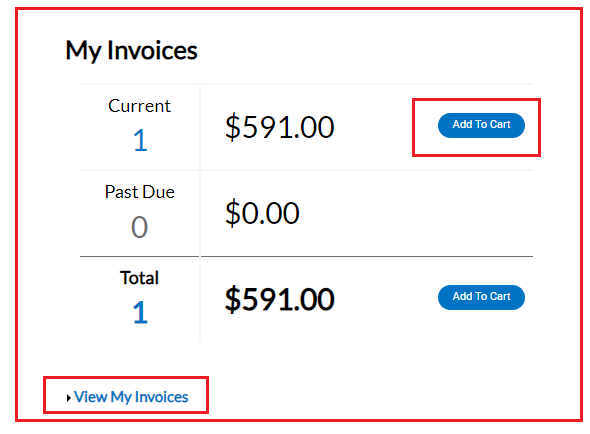 My Invoices
Current
1
$591.00
Add To Cart
Past Due
0
$0.00
Total
1
$591.00
Add To Cart
View My Invoices